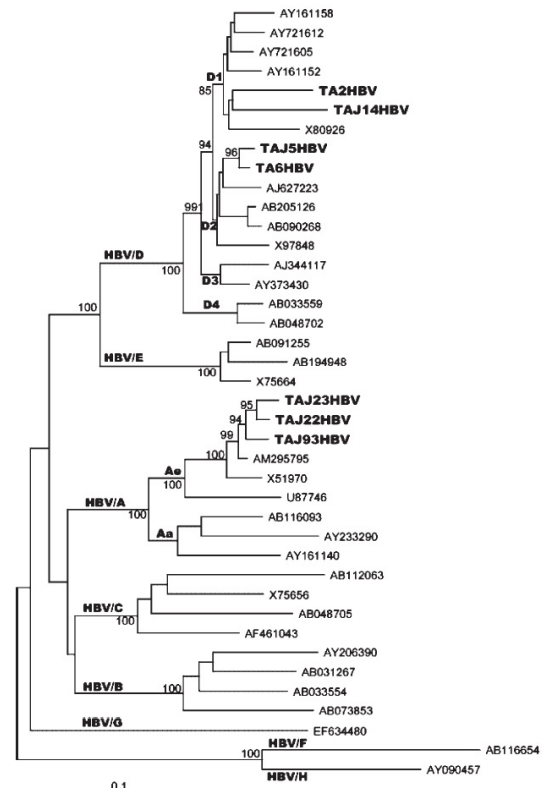 AY161158
AY721612
AY721605
D1
AY161152
85
TA2HBV
TAJ14HBV
X80926
94
96
TAJ5HBV
TA6HBV
AJ627223
991
AB205126
D2
AB090268
X97848
HBV/D
100
AJ344117
D3
AY373430
D4
AB033559
100
AB048702
AB091255
HBV/E
100
AB194948
X75664
95
TAJ23HBV
94
TAJ22HBV
99
TAJ93HBV
100
AM295795
Ae
100
X51970
U87746
HBV/A
100
AB116093
Aa
AY233290
AY161140
AB112063
X75656
HBV/C
100
AB048705
AF461043
AY206390
AB031267
HBV/B
100
AB033554
AB073853
HBV/G
EF634480
HBV/F
100
AB116654
AY090457
HBV/H
0.1